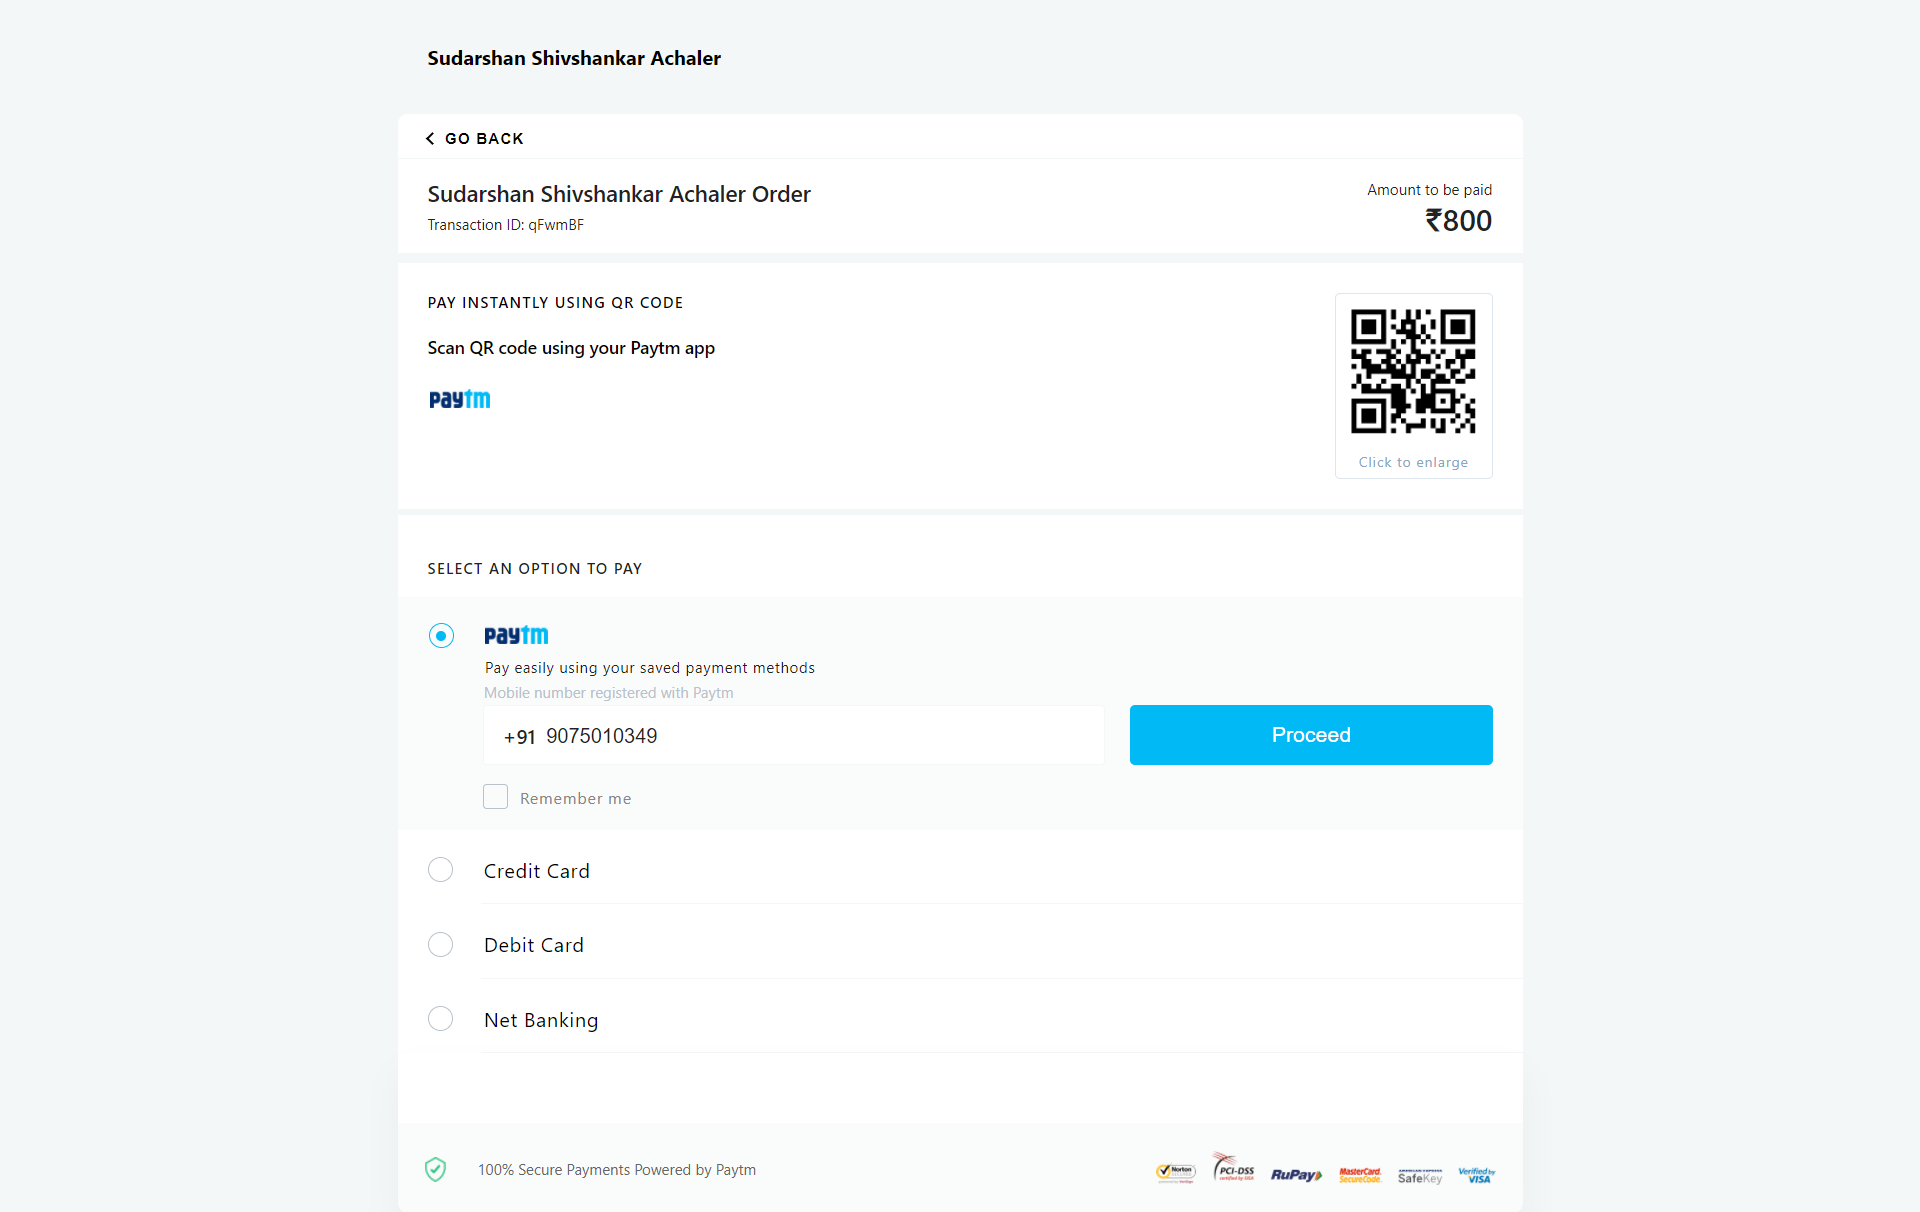 Sudarshan Shivshankar Achaler
GO BACK
Sudarshan Shivshankar Achaler Order
Transaction ID: qFwmBF
Amount to be paid
₹800
PAY INSTANTLY USING QR CODE
Scan QR code using your Paytm app
paytm
Click to enlarge
SELECT AN OPTION TO PAY
paytm
Pay easily using your saved payment methods
Mobile number registered with Paytm
+91 9075010349
Proceed
Remember me
Credit Card
Debit Card
Net Banking
100% Secure Payments Powered by Paytm
Norton
PCI-DSS
RuPay
MasterCard.
SecureCode.
AMERICAN EXPRESS
SafeKey
Verified by
VISA